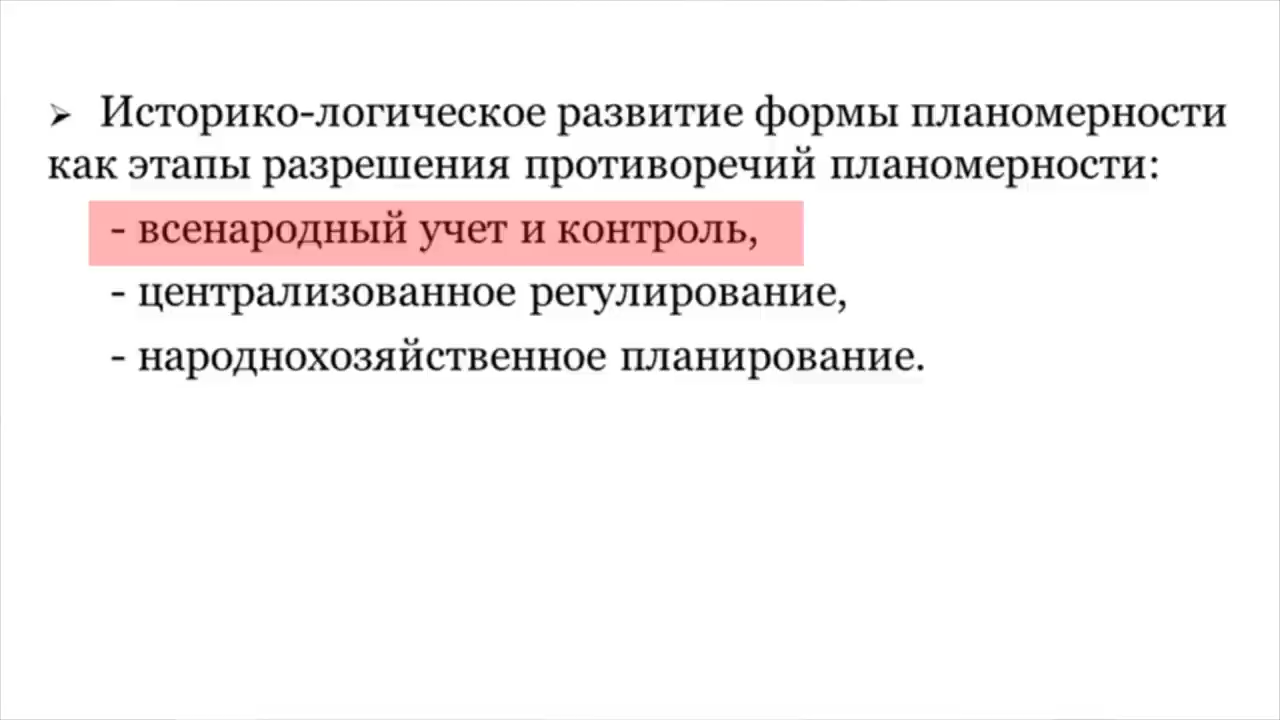 ➢ Историко-логическое развитие формы планомерности
как этапы разрешения противоречий планомерности:
- всенародный учет и контроль,
- централизованное регулирование,
- народнохозяйственное планирование.